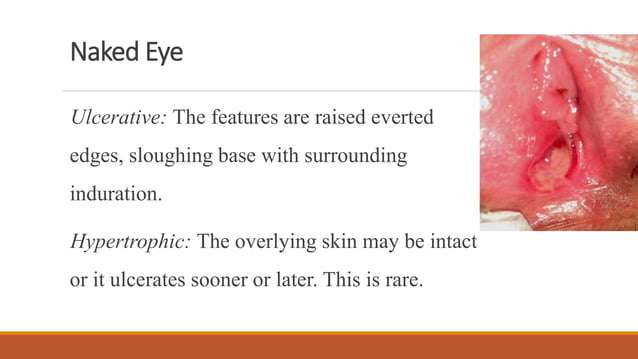 Naked Eye
Ulcerative: The features are raised everted
edges, sloughing base with surrounding
induration.
Hypertrophic: The overlying skin may be intact
or it ulcerates sooner or later. This is rare.